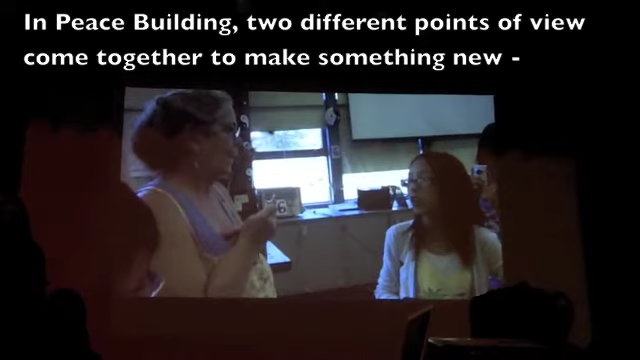 In Peace Building, two different points of view
come together to make something new -